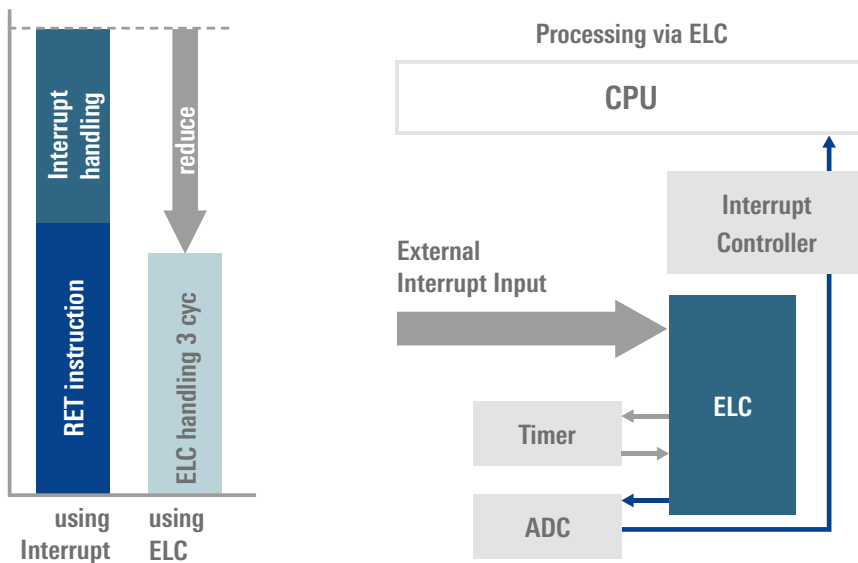 Interrupt
handling
RET instruction
reduce
ELC handling 3 cyc
using
Interrupt
using
ELC
Processing via ELC
CPU
Interrupt
Controller
External
Interrupt Input
ELC
Timer
ADC